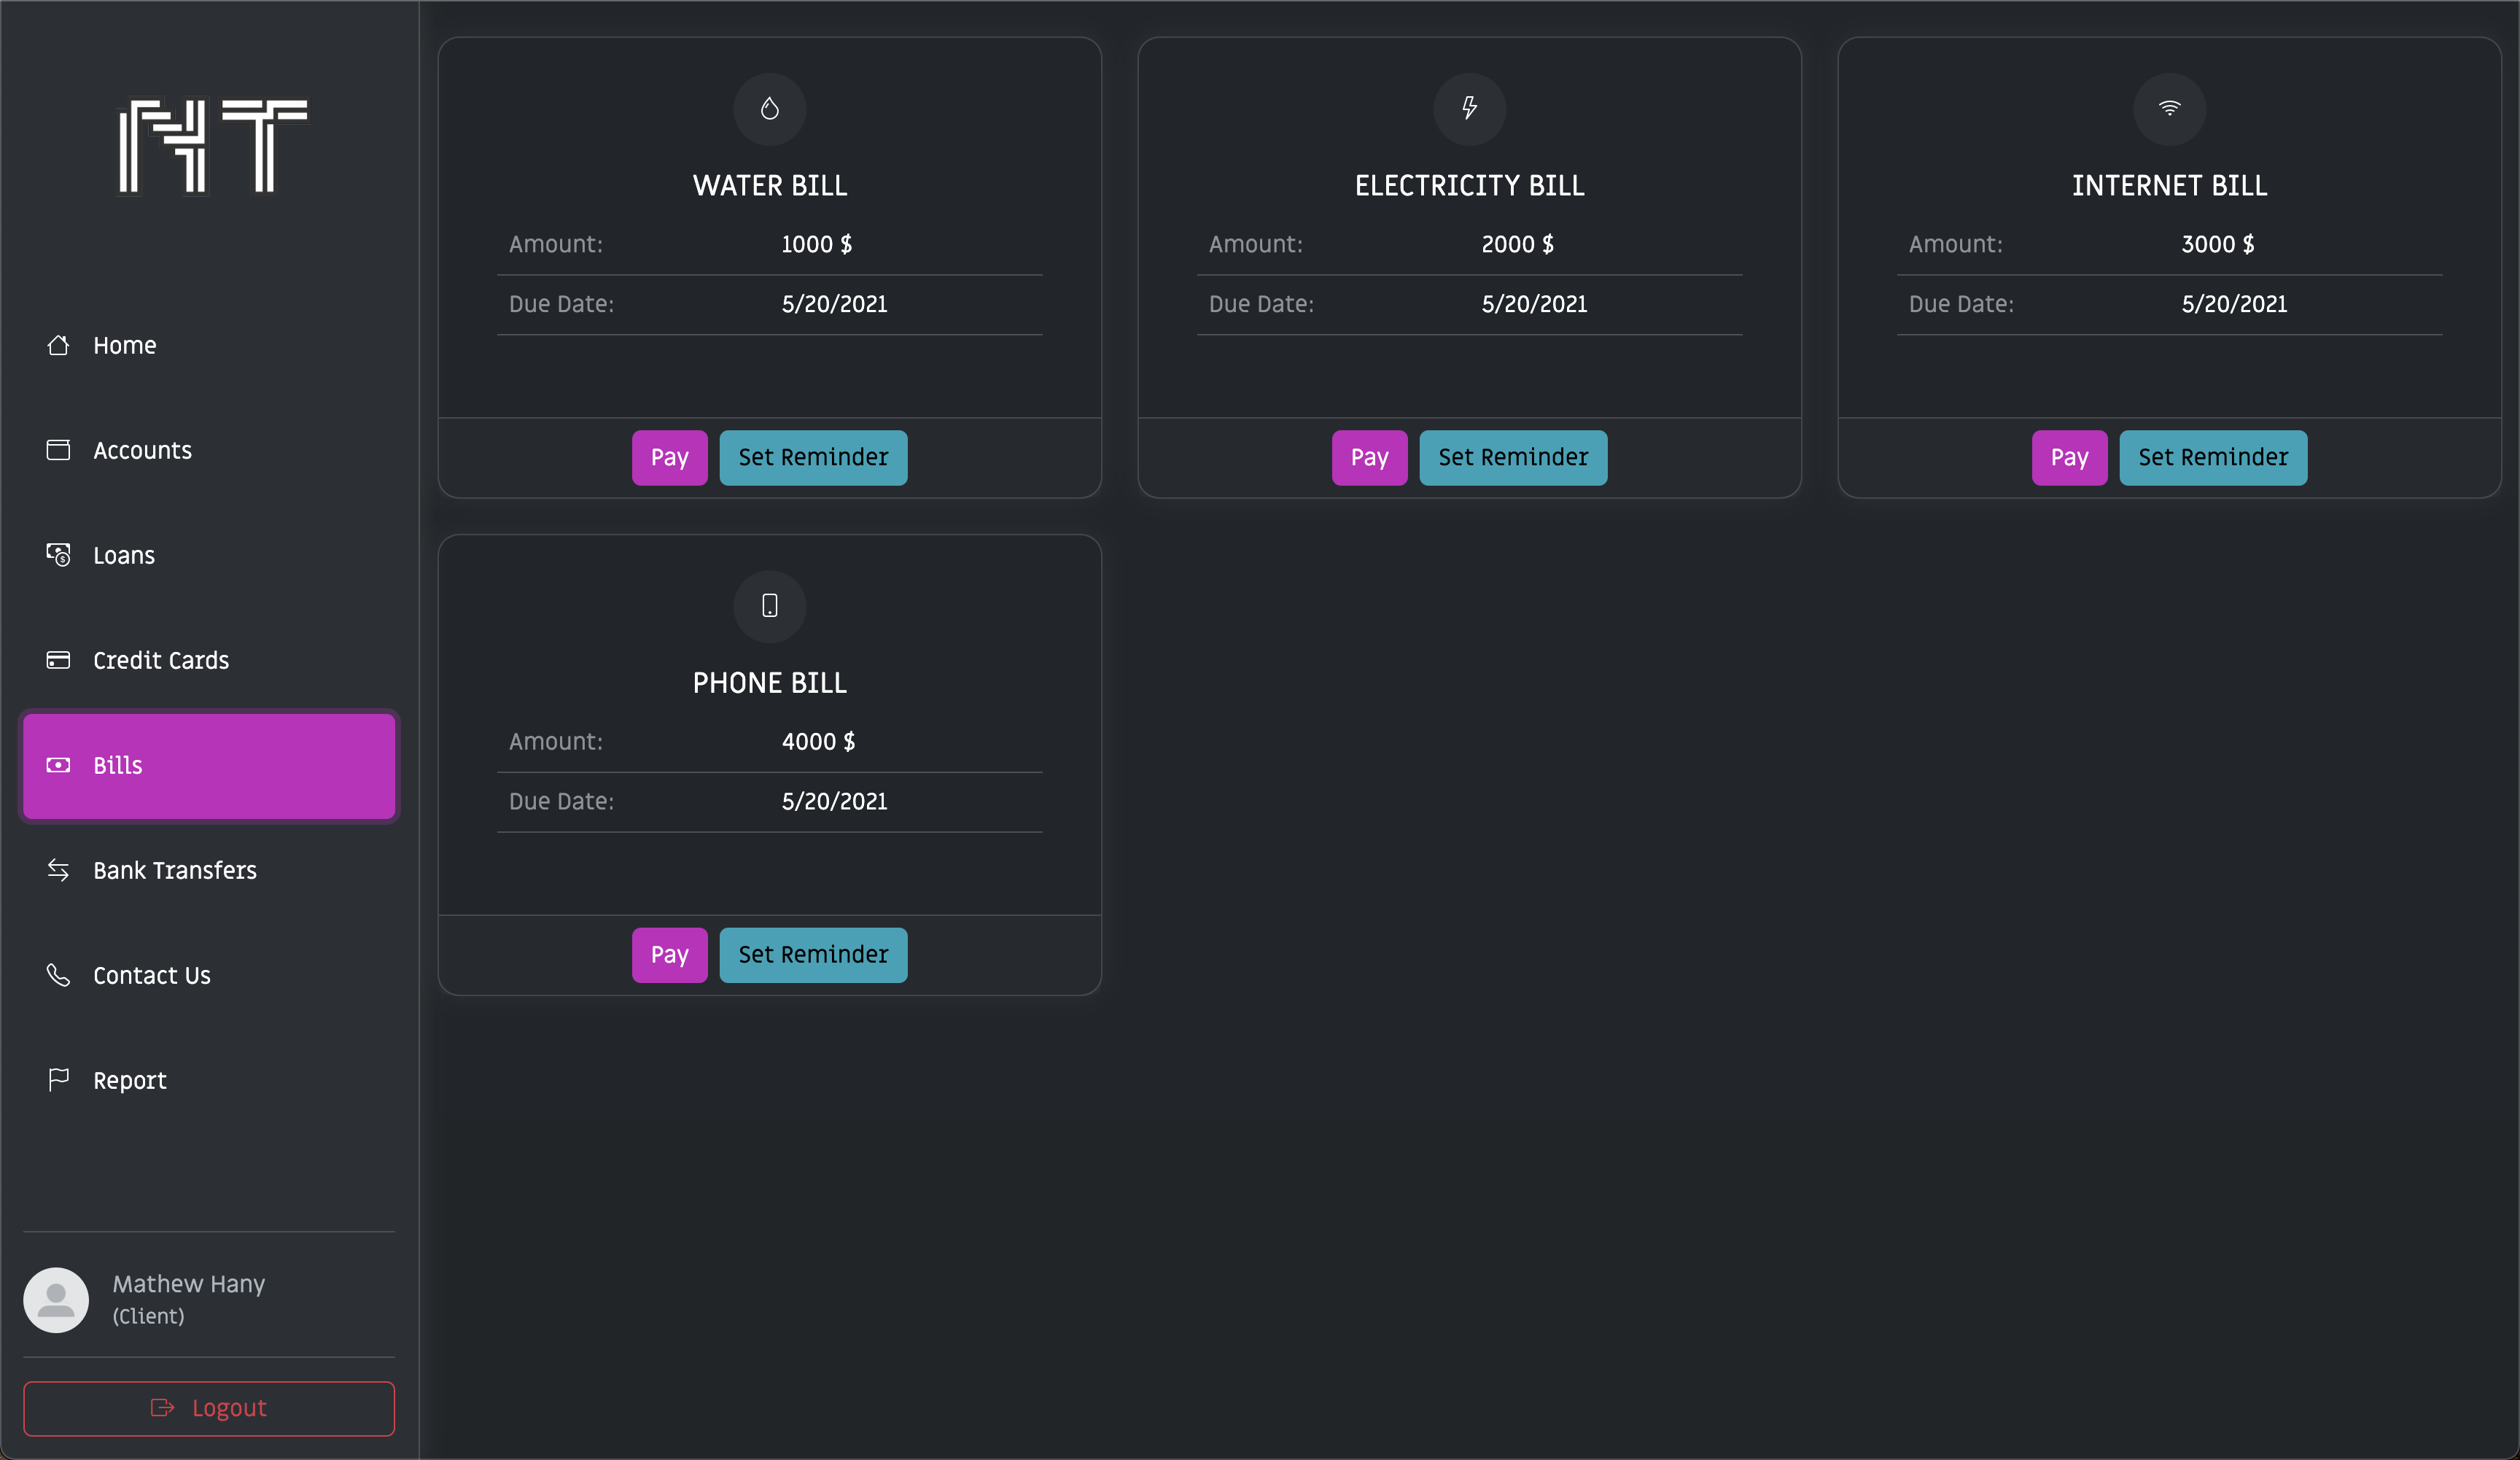 NT
Home
Accounts
Loans
Credit Cards
Bills
Bank Transfers
Contact Us
Report
Mathew Hany
(Client)
Logout
WATER BILL
Amount: 1000 $
Due Date: 5/20/2021
Pay Set Reminder
ELECTRICITY BILL
Amount: 2000 $
Due Date: 5/20/2021
Pay Set Reminder
INTERNET BILL
Amount: 3000 $
Due Date: 5/20/2021
Pay Set Reminder
PHONE BILL
Amount: 4000 $
Due Date: 5/20/2021
Pay Set Reminder